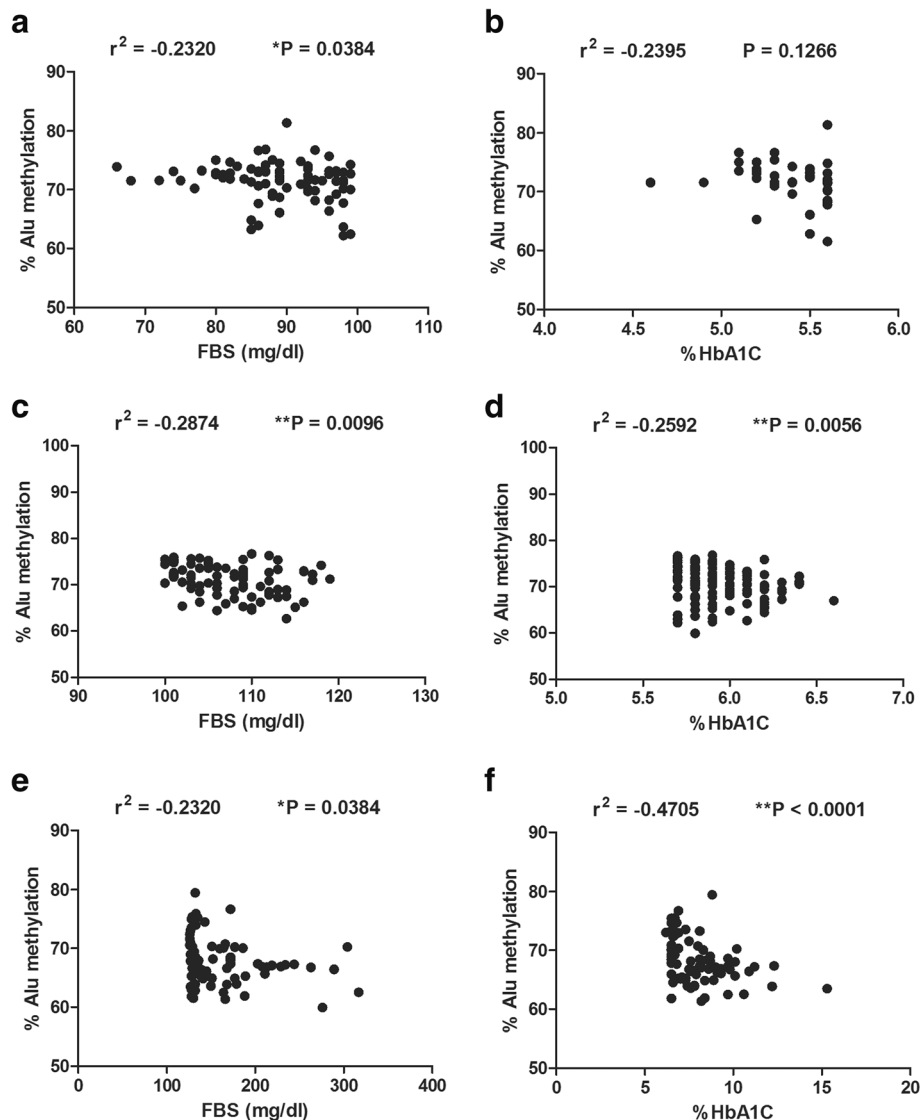 a
r² = -0.2320 *P = 0.0384
90
80
70
60
50
% Alu methylation
60 70 80 90 100 110
FBS (mg/dl)
b
r² = -0.2395 P = 0.1266
90
80
70
60
50
% Alu methylation
4.0 4.5 5.0 5.5 6.0
%HbA1C
c
r² = -0.2874 **P = 0.0096
100
90
80
70
60
50
% Alu methylation
90 100 110 120 130
FBS (mg/dl)
d
r² = -0.2592 **P = 0.0056
100
90
80
70
60
50
% Alu methylation
5.0 5.5 6.0 6.5 7.0
%HbA1C
e
r² = -0.2320 *P = 0.0384
90
80
70
60
50
% Alu methylation
0 100 200 300 400
FBS (mg/dl)
f
r² = -0.4705 **P < 0.0001
90
80
70
60
50
% Alu methylation
0 5 10 15 20
%HbA1C